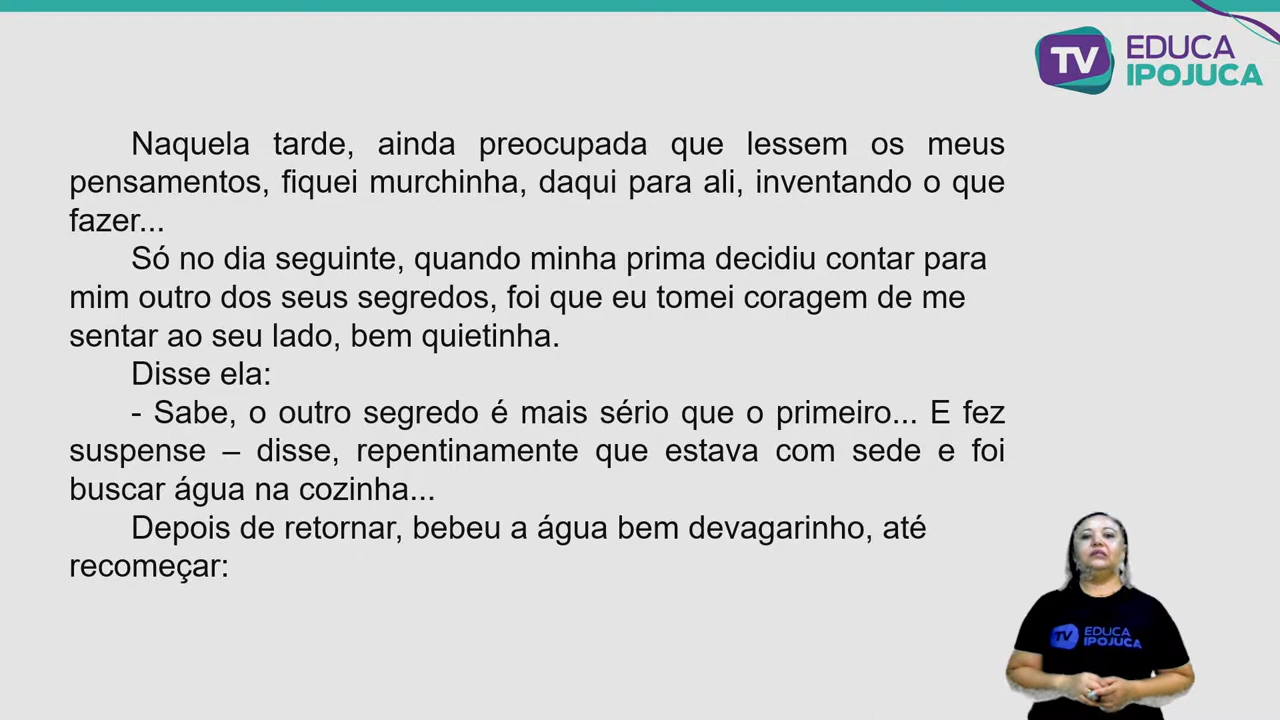 TV EDUCA
IPOJUCA
Naquela tarde, ainda preocupada que lessem os meus
pensamentos, fiquei murchinha, daqui para ali, inventando o que
fazer...
Só no dia seguinte, quando minha prima decidiu contar para
mim outro dos seus segredos, foi que eu tomei coragem de me
sentar ao seu lado, bem quietinha.
Disse ela:
- Sabe, o outro segredo é mais sério que o primeiro... E fez
suspense – disse, repentinamente que estava com sede e foi
buscar água na cozinha...
Depois de retornar, bebeu a água bem devagarinho, até
recomeçar:
TV EDUCA
IPOJUCA